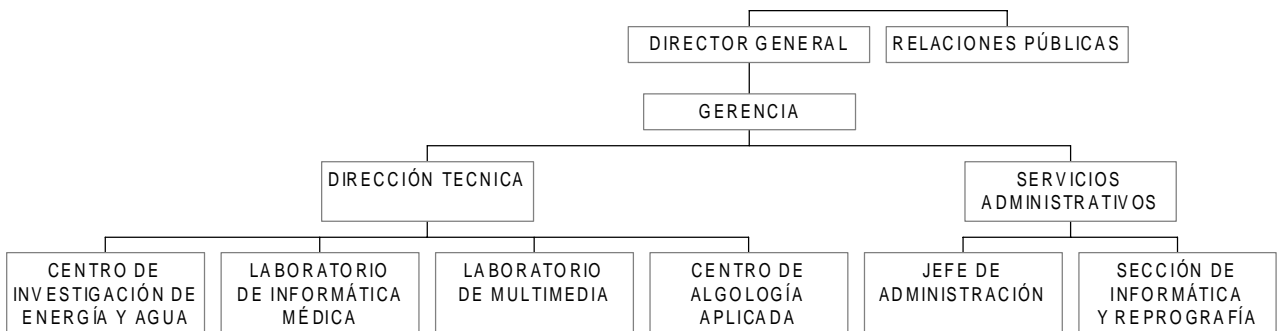 DIRECTOR GENERAL
RELACIONES PÚBLICAS
GERENCIA
DIRECCIÓN TECNICA
SERVICIOS
ADMINISTRATIVOS
CENTRO DE
INVESTIGACIÓN DE
ENERGÍA Y AGUA
LABORATORIO
DE INFORMÁTICA
MÉDICA
LABORATORIO
DE MULTIMEDIA
CENTRO DE
ALGOLOGÍA
APLICADA
JEFE DE
ADMINISTRACIÓN
SECCIÓN DE
INFORMÁTICA
Y REPROGRAFÍA